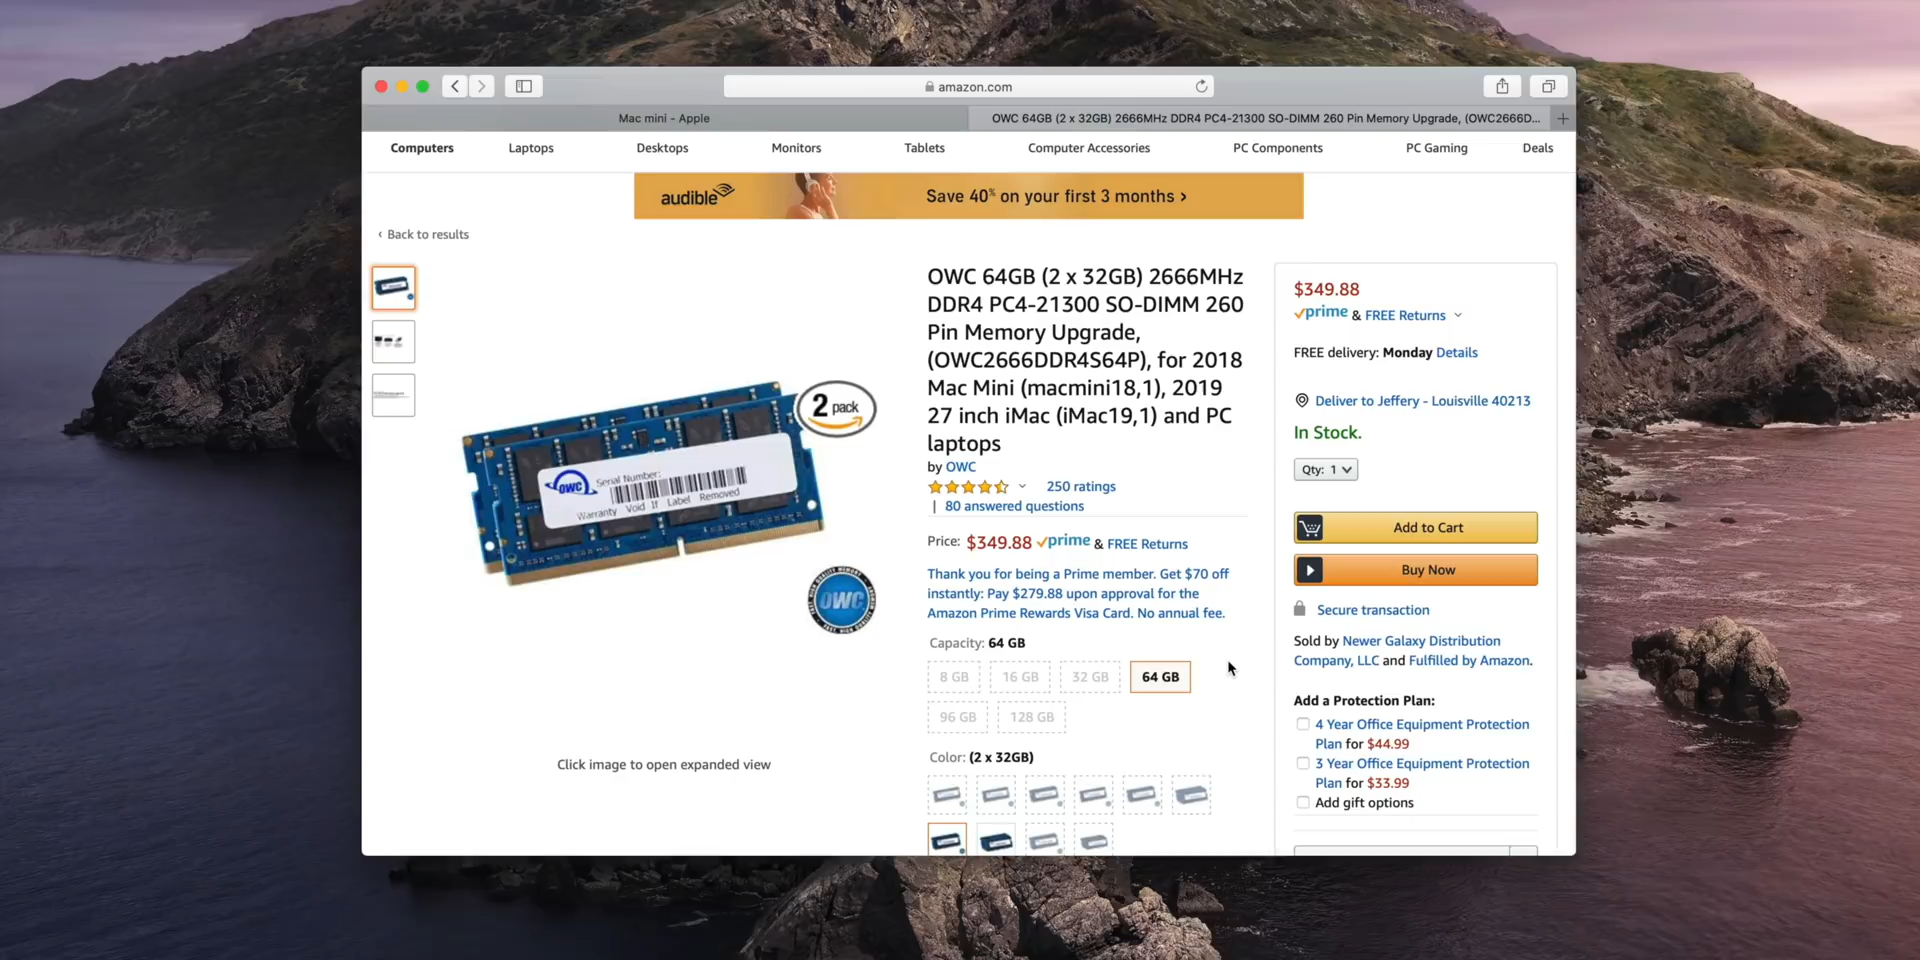 amazon.com
Mac mini - Apple
OWC 64GB (2 x 32GB) 2666MHz DDR4 PC4-21300 SO-DIMM 260 Pin Memory Upgrade, (OWC2666D...
Computers
Laptops
Desktops
Monitors
Tablets
Computer Accessories
PC Components
PC Gaming
Deals
audible
Save 40% on your first 3 months ›
‹ Back to results
2 pack
OWC
Serial Number:
Warranty Void If Label Removed
OWC
Click image to open expanded view
OWC 64GB (2 x 32GB) 2666MHz
DDR4 PC4-21300 SO-DIMM 260
Pin Memory Upgrade,
(OWC2666DDR4S64P), for 2018
Mac Mini (macmini18,1), 2019
27 inch iMac (iMac19,1) and PC
laptops
by OWC
250 ratings
| 80 answered questions
Price: $349.88 prime & FREE Returns
Thank you for being a Prime member. Get $70 off
instantly: Pay $279.88 upon approval for the
Amazon Prime Rewards Visa Card. No annual fee.
Capacity: 64 GB
8 GB
16 GB
32 GB
64 GB
96 GB
128 GB
Color: (2 x 32GB)
$349.88
prime & FREE Returns
FREE delivery: Monday Details
Deliver to Jeffery - Louisville 40213
In Stock.
Qty: 1
Add to Cart
Buy Now
Secure transaction
Sold by Newer Galaxy Distribution
Company, LLC and Fulfilled by Amazon.
Add a Protection Plan:
4 Year Office Equipment Protection
Plan for $44.99
3 Year Office Equipment Protection
Plan for $33.99
Add gift options